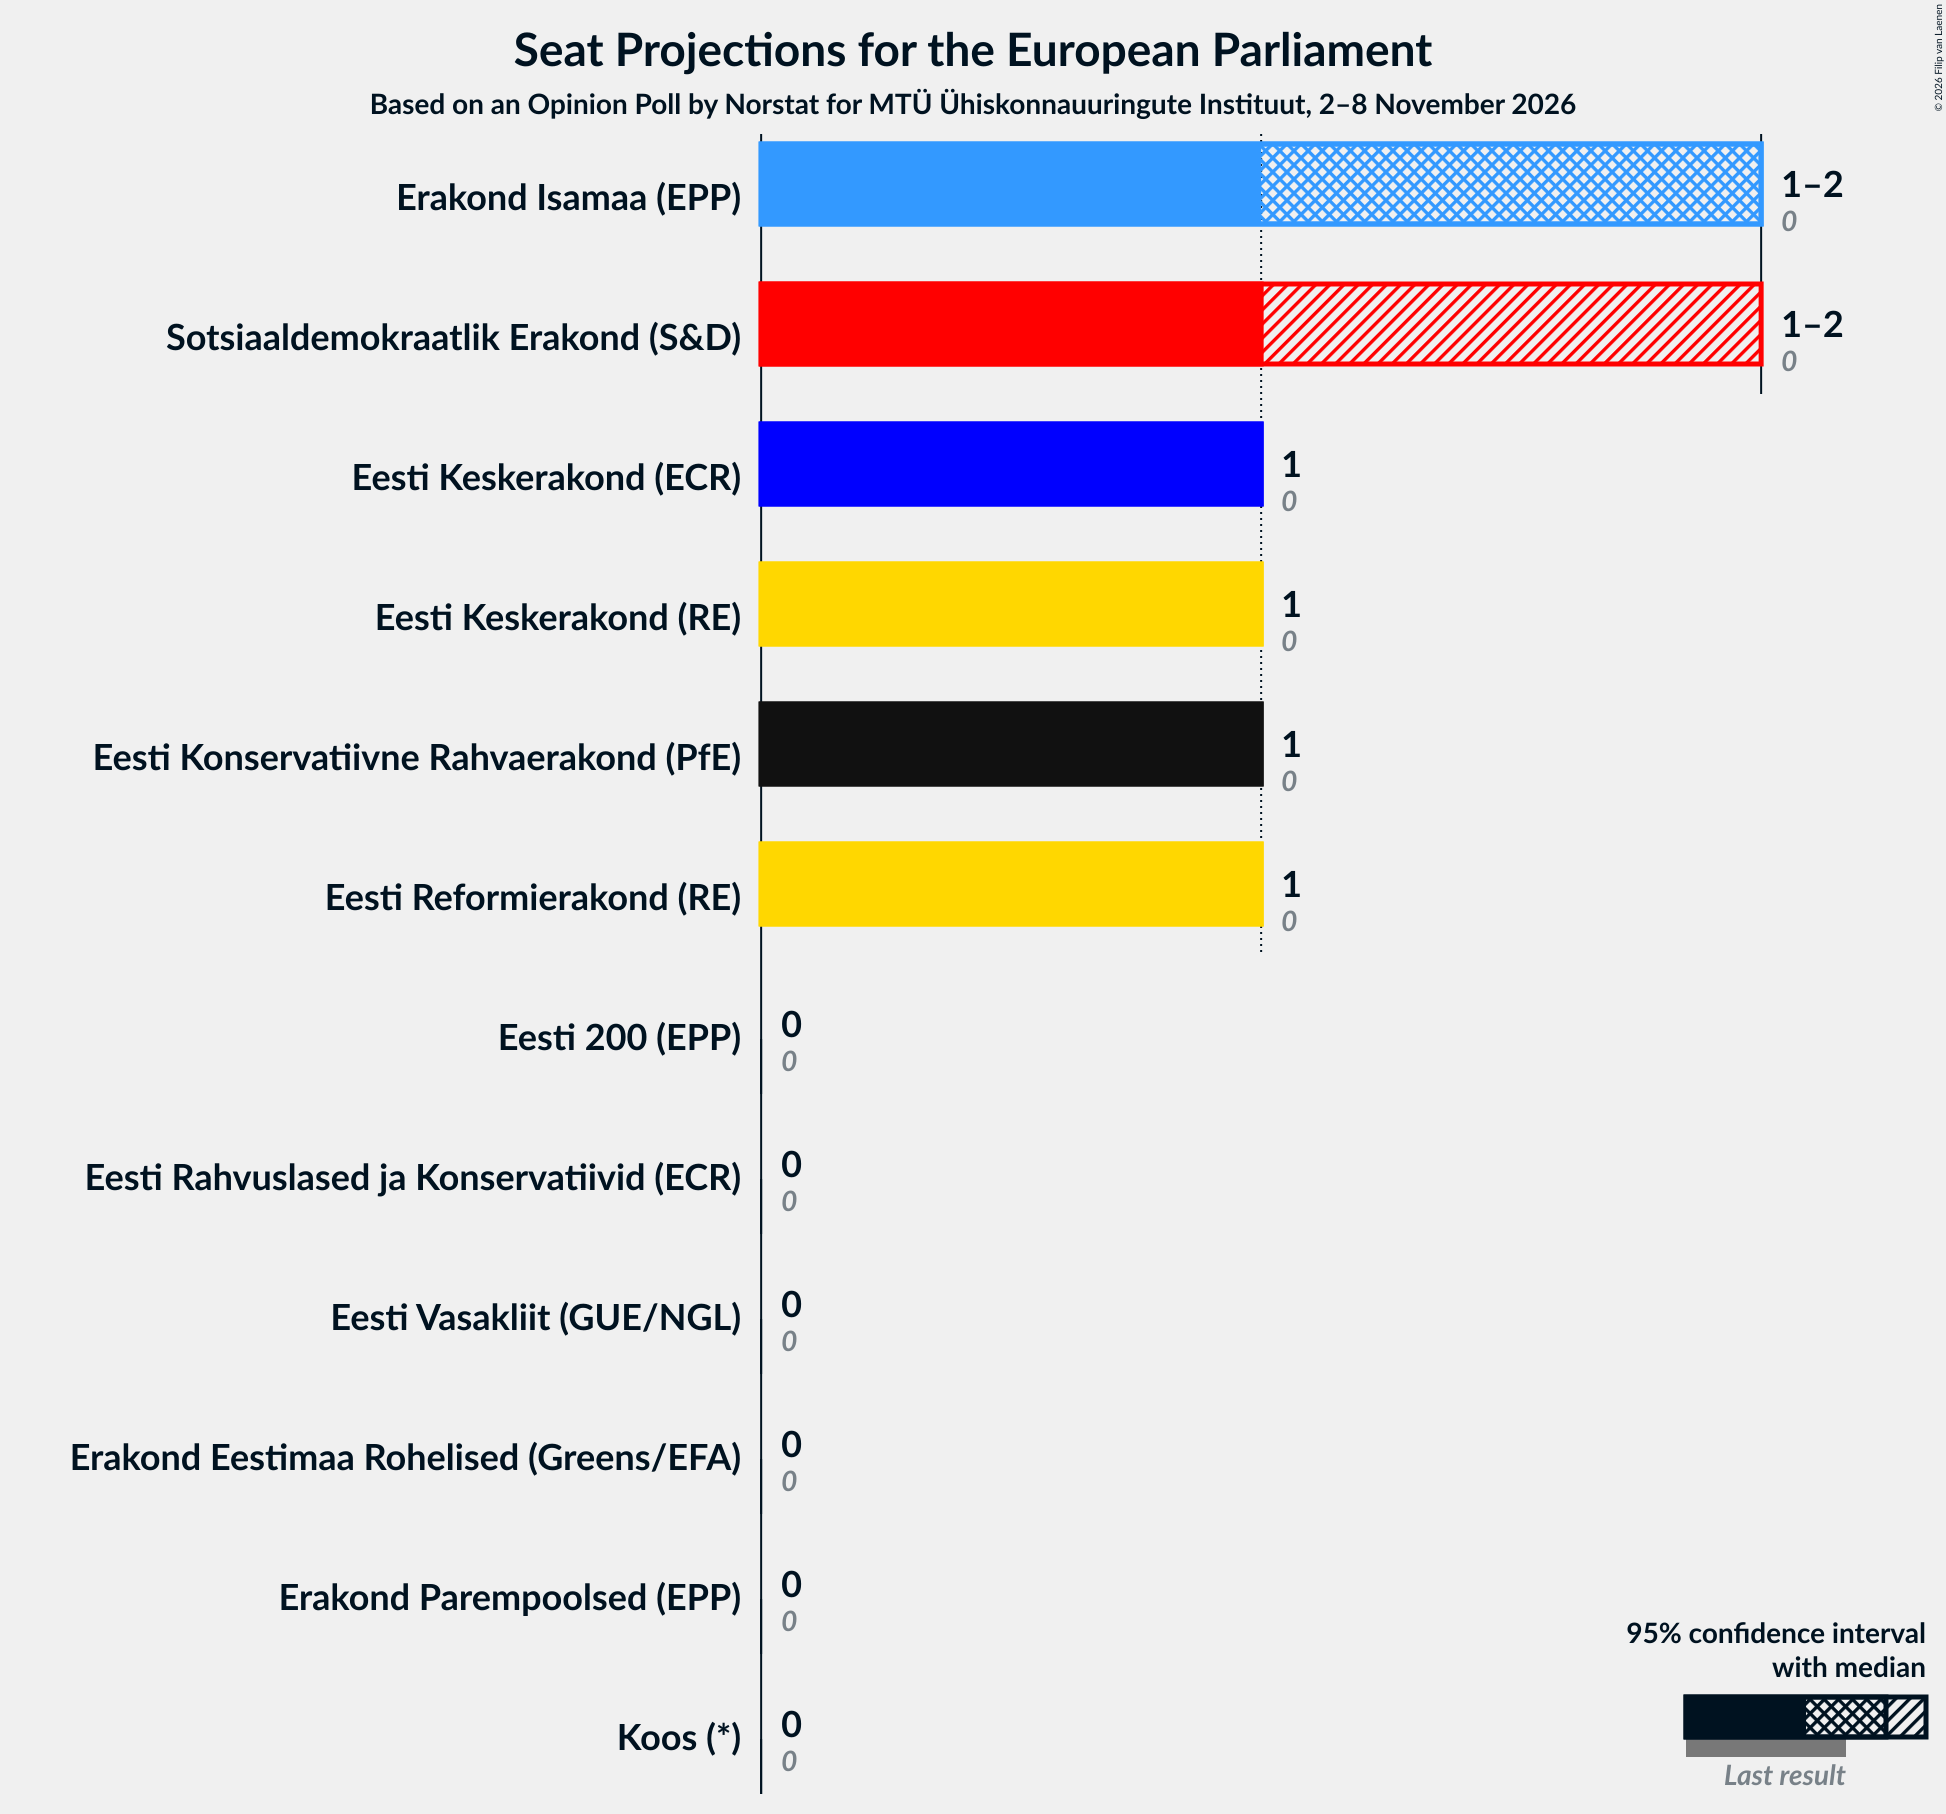 Seat Projections for the European Parliament
Based on an Opinion Poll by Norstat for MTÜ Ühiskonnauuringute Instituut, 2–8 November 2026
© 2026 Filip van Laenen
Erakond Isamaa (EPP)
1–2
0
Sotsiaaldemokraatlik Erakond (S&D)
1–2
0
Eesti Keskerakond (ECR)
1
0
Eesti Keskerakond (RE)
1
0
Eesti Konservatiivne Rahvaerakond (PfE)
1
0
Eesti Reformierakond (RE)
1
0
Eesti 200 (EPP)
0
0
Eesti Rahvuslased ja Konservatiivid (ECR)
0
0
Eesti Vasakliit (GUE/NGL)
0
0
Erakond Eestimaa Rohelised (Greens/EFA)
0
0
Erakond Parempoolsed (EPP)
0
0
Koos (*)
0
0
95% confidence interval
with median
Last result